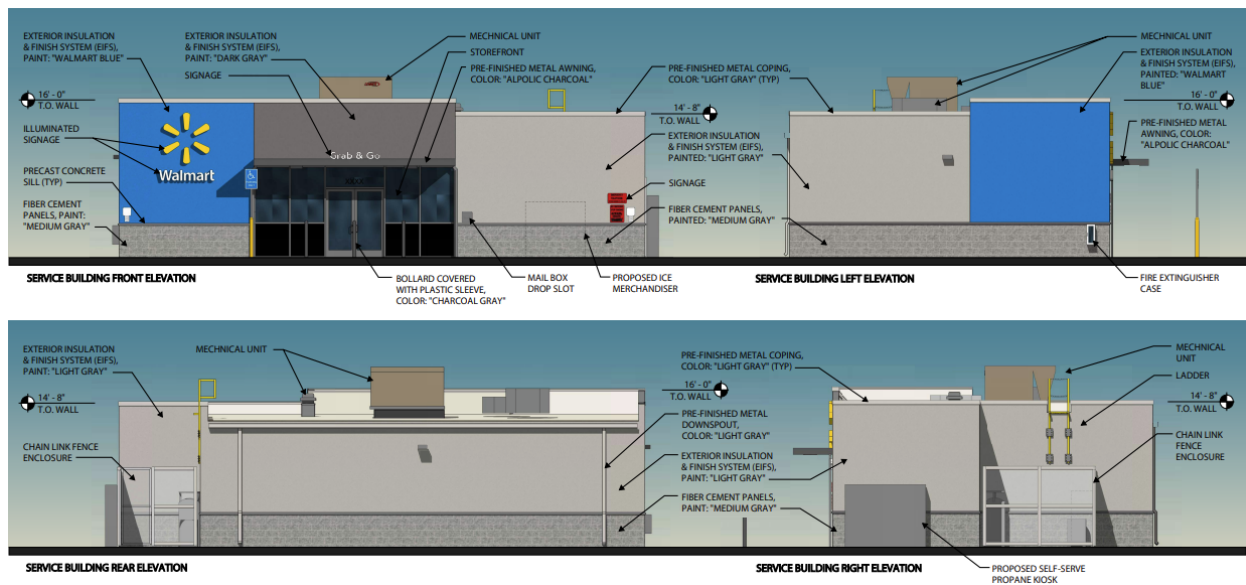 EXTERIOR INSULATION
& FINISH SYSTEM (EIFS),
PAINT: "WALMART BLUE"
EXTERIOR INSULATION
& FINISH SYSTEM (EIFS),
PAINT: "DARK GRAY"
SIGNAGE
MECHNICAL UNIT
STOREFRONT
PRE-FINISHED METAL AWNING,
COLOR: "ALPOLIC CHARCOAL"
16' - 0"
T.O. WALL
ILLUMINATED
SIGNAGE
PRECAST CONCRETE
SILL (TYP)
FIBER CEMENT
PANELS, PAINT:
"MEDIUM GRAY"
Walmart
Grab & Go
PRE-FINISHED METAL COPING,
COLOR: "LIGHT GRAY" (TYP)
14' - 8"
T.O. WALL
EXTERIOR INSULATION
& FINISH SYSTEM (EIFS),
PAINTED: "LIGHT GRAY"
SIGNAGE
FIBER CEMENT PANELS,
PAINTED: "MEDIUM GRAY"
MECHNICAL UNIT
EXTERIOR INSULATION
& FINISH SYSTEM (EIFS),
PAINTED: "WALMART
BLUE"
16' - 0"
T.O. WALL
PRE-FINISHED METAL
AWNING, COLOR:
"ALPOLIC CHARCOAL"
SERVICE BUILDING FRONT ELEVATION
BOLLARD COVERED
WITH PLASTIC SLEEVE,
COLOR: "CHARCOAL GRAY"
MAIL BOX
DROP SLOT
PROPOSED ICE
MERCHANDISER
SERVICE BUILDING LEFT ELEVATION
FIRE EXTINGUISHER
CASE
EXTERIOR INSULATION
& FINISH SYSTEM (EIFS),
PAINT: "LIGHT GRAY"
MECHNICAL UNIT
14' - 8"
T.O. WALL
CHAIN LINK FENCE
ENCLOSURE
PRE-FINISHED METAL COPING,
COLOR: "LIGHT GRAY" (TYP)
16' - 0"
T.O. WALL
PRE-FINISHED METAL
DOWNSPOUT,
COLOR: "LIGHT GRAY"
EXTERIOR INSULATION
& FINISH SYSTEM (EIFS),
PAINT: "LIGHT GRAY"
FIBER CEMENT PANELS,
PAINT: "MEDIUM GRAY"
MECHNICAL
UNIT
LADDER
14' - 8"
T.O. WALL
CHAIN LINK FENCE
ENCLOSURE
SERVICE BUILDING REAR ELEVATION
SERVICE BUILDING RIGHT ELEVATION
PROPOSED SELF-SERVE
PROPANE KIOSK